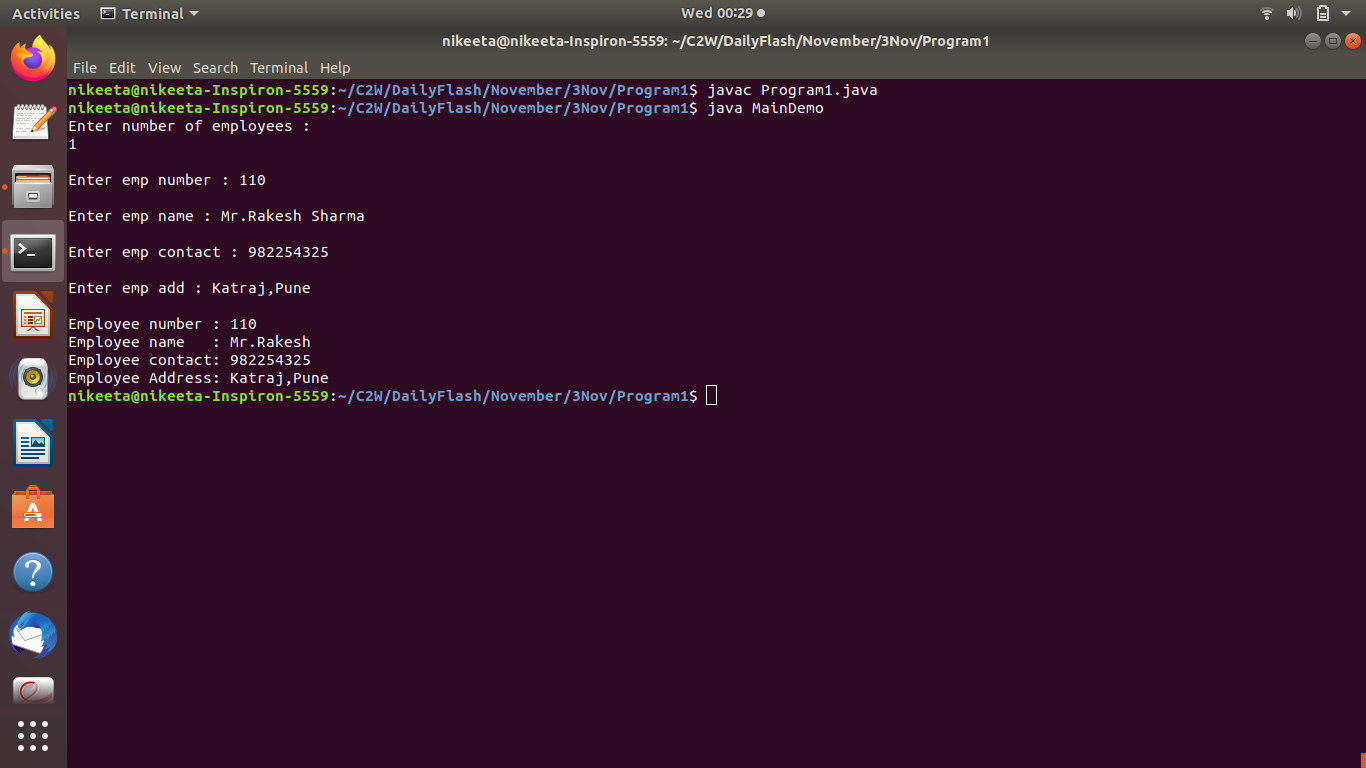 Activities Terminal Wed 00:29
nikeeta@nikeeta-Inspiron-5559: ~/C2W/DailyFlash/November/3Nov/Program1
File Edit View Search Terminal Help
nikeeta@nikeeta-Inspiron-5559:~/C2W/DailyFlash/November/3Nov/Program1$ javac Program1.java
nikeeta@nikeeta-Inspiron-5559:~/C2W/DailyFlash/November/3Nov/Program1$ java MainDemo
Enter number of employees :
1
Enter emp number : 110
Enter emp name : Mr.Rakesh Sharma
Enter emp contact : 982254325
Enter emp add : Katraj,Pune
Employee number : 110
Employee name   : Mr.Rakesh
Employee contact: 982254325
Employee Address: Katraj,Pune
nikeeta@nikeeta-Inspiron-5559:~/C2W/DailyFlash/November/3Nov/Program1$